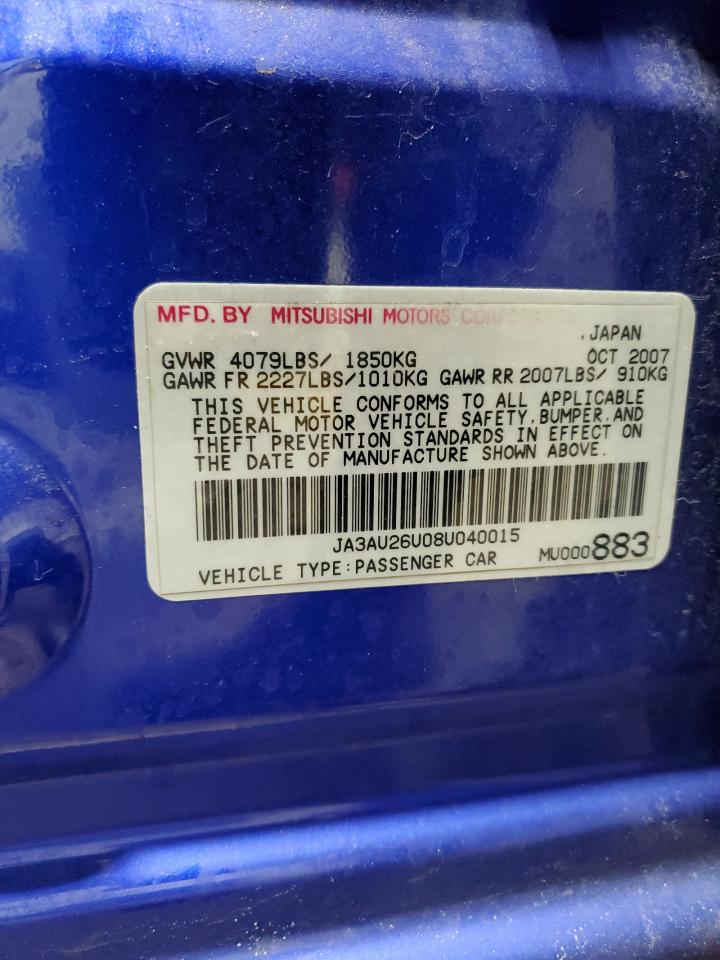 MFD. BY MITSUBISHI MOTORS CORPORATION
, JAPAN
GVWR 4079LBS/ 1850KG OCT 2007
GAWR FR 2227LBS/1010KG GAWR RR 2007LBS/ 910KG
THIS VEHICLE CONFORMS TO ALL APPLICABLE
FEDERAL MOTOR VEHICLE SAFETY,BUMPER,AND
THEFT PREVENTION STANDARDS IN EFFECT ON
THE DATE OF MANUFACTURE SHOWN ABOVE.
JA3AU26U08U040015
VEHICLE TYPE:PASSENGER CAR MU000883